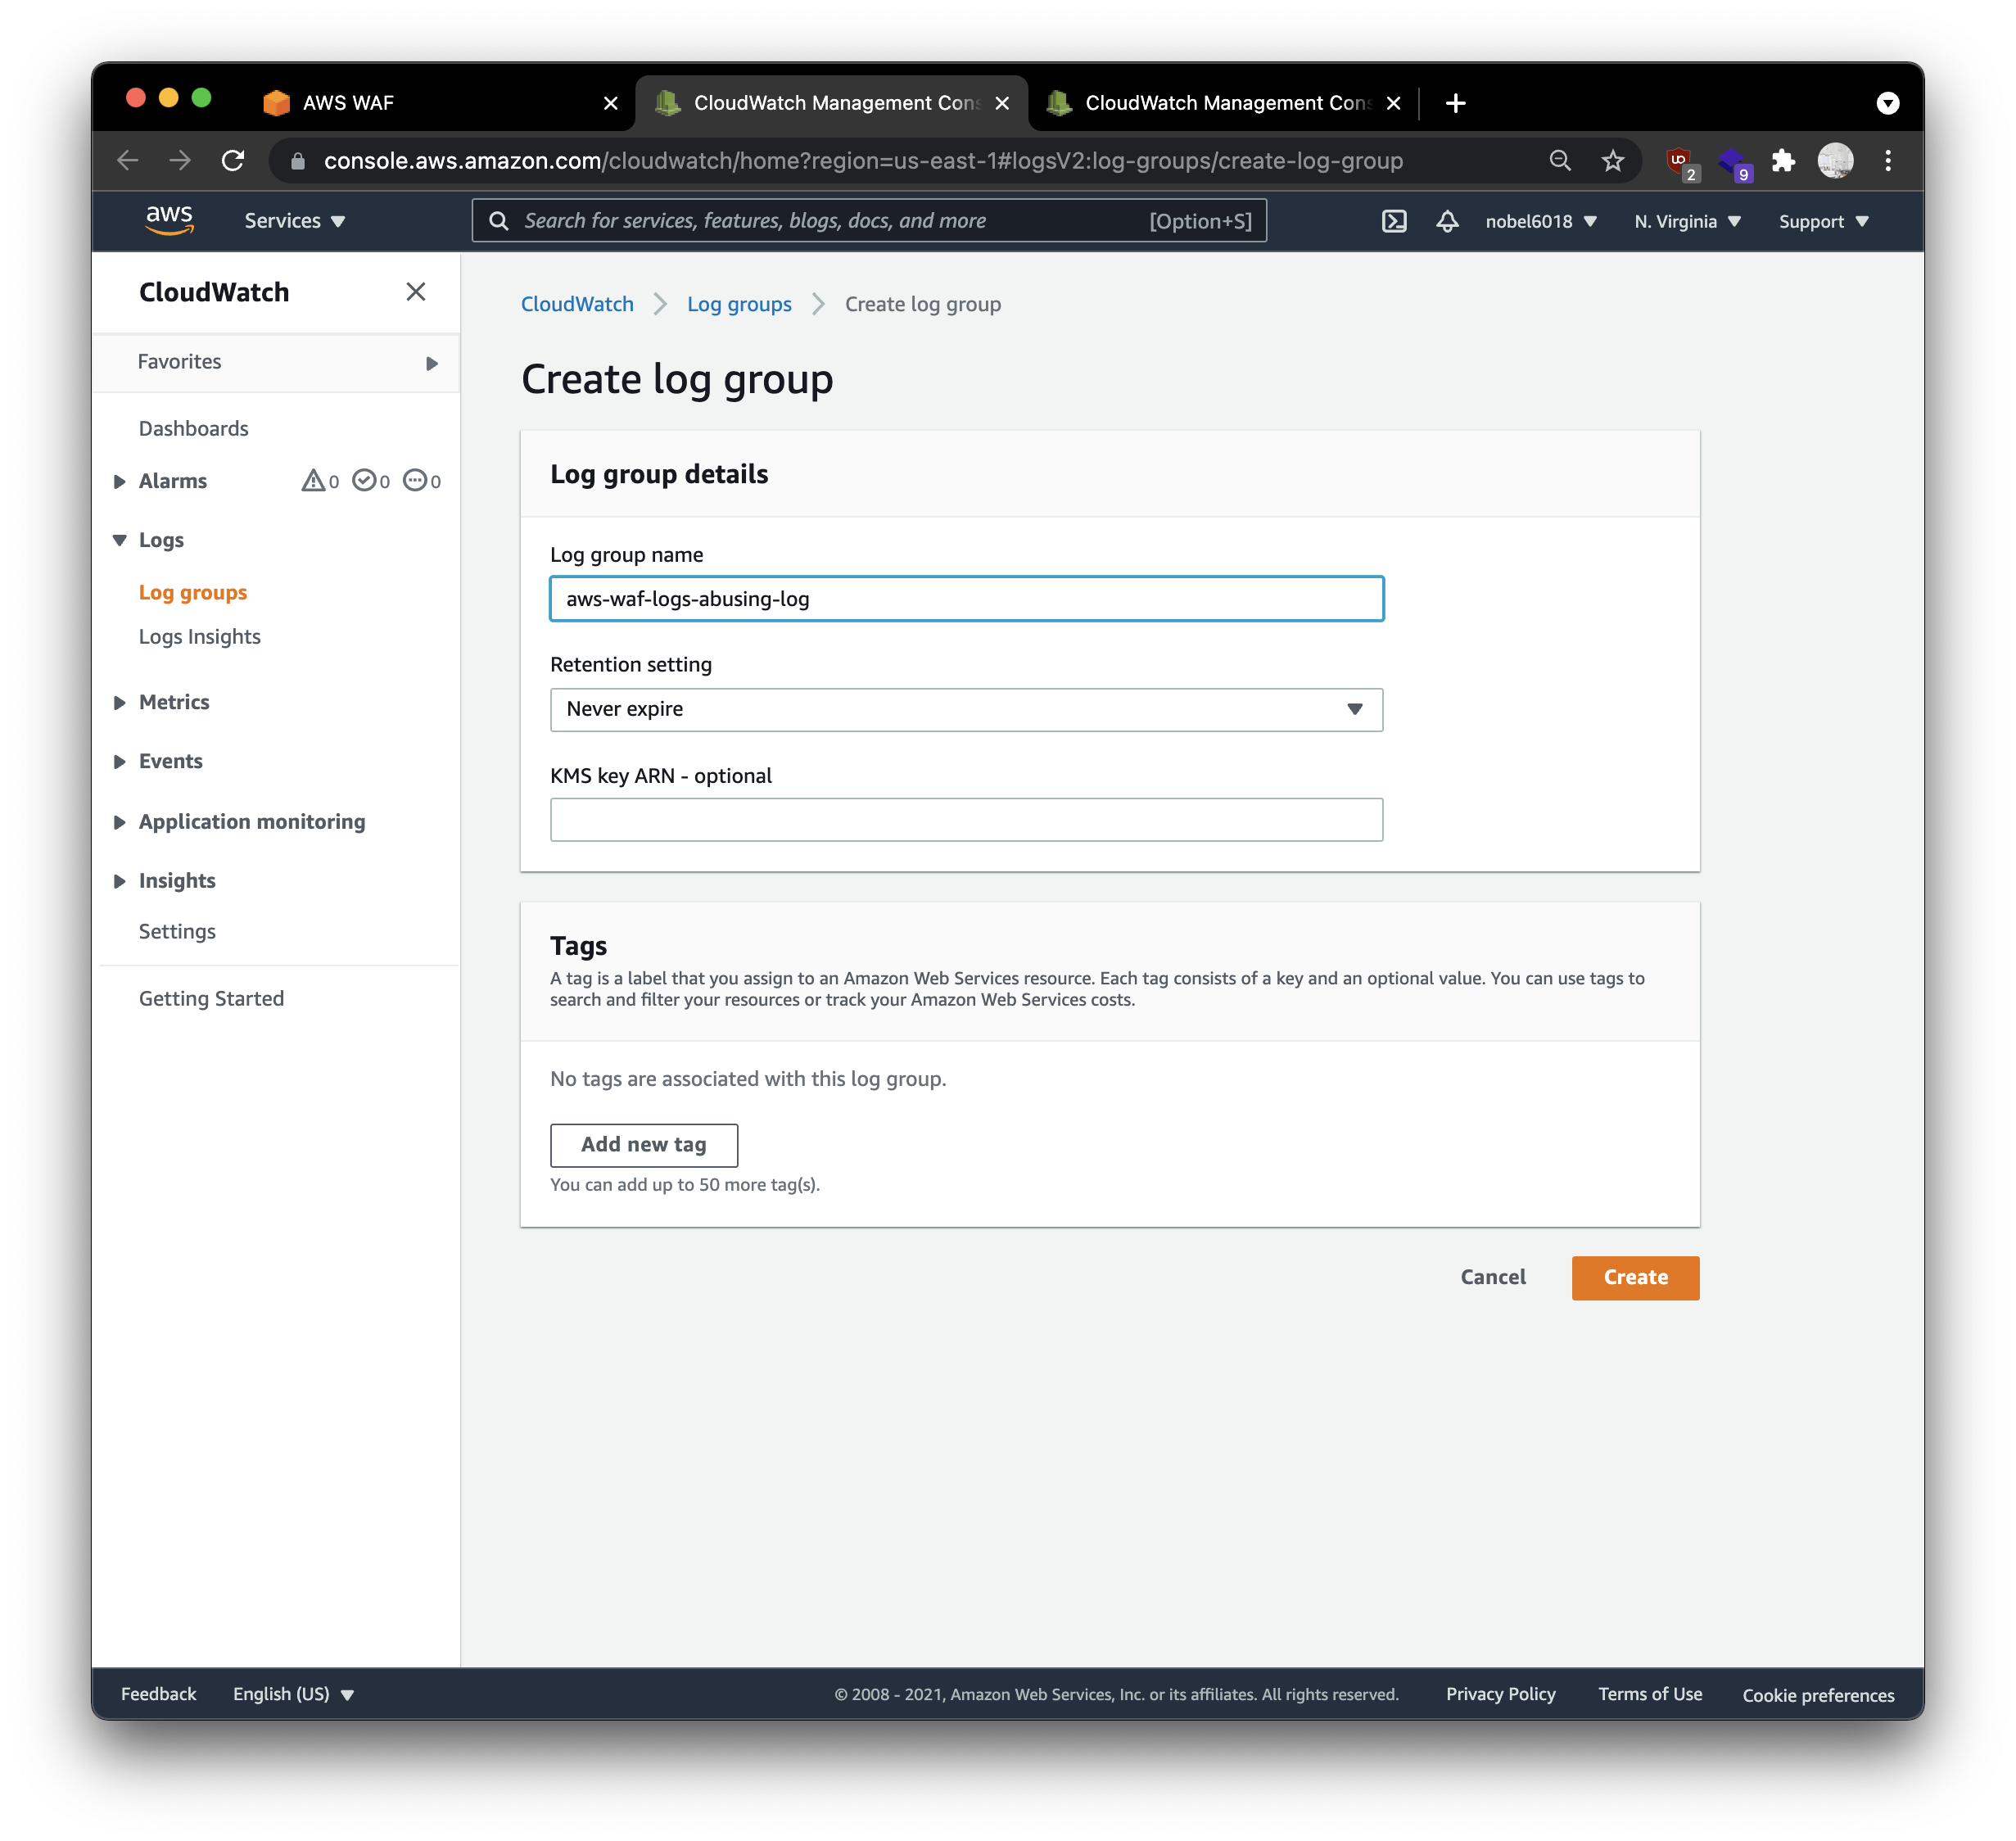 AWS WAF
CloudWatch Management Cons
CloudWatch Management Cons
console.aws.amazon.com/cloudwatch/home?region=us-east-1#logsV2:log-groups/create-log-group
2
9
aws
Services
Search for services, features, blogs, docs, and more [Option+S]
nobel6018
N. Virginia
Support
CloudWatch
Favorites
Dashboards
Alarms 0 0 0
Logs
Log groups
Logs Insights
Metrics
Events
Application monitoring
Insights
Settings
Getting Started
CloudWatch Log groups Create log group
Create log group
Log group details
Log group name
aws-waf-logs-abusing-log
Retention setting
Never expire
KMS key ARN - optional
Tags
A tag is a label that you assign to an Amazon Web Services resource. Each tag consists of a key and an optional value. You can use tags to
search and filter your resources or track your Amazon Web Services costs.
No tags are associated with this log group.
Add new tag
You can add up to 50 more tag(s).
Cancel
Create
Feedback
English (US)
© 2008 - 2021, Amazon Web Services, Inc. or its affiliates. All rights reserved.
Privacy Policy
Terms of Use
Cookie preferences